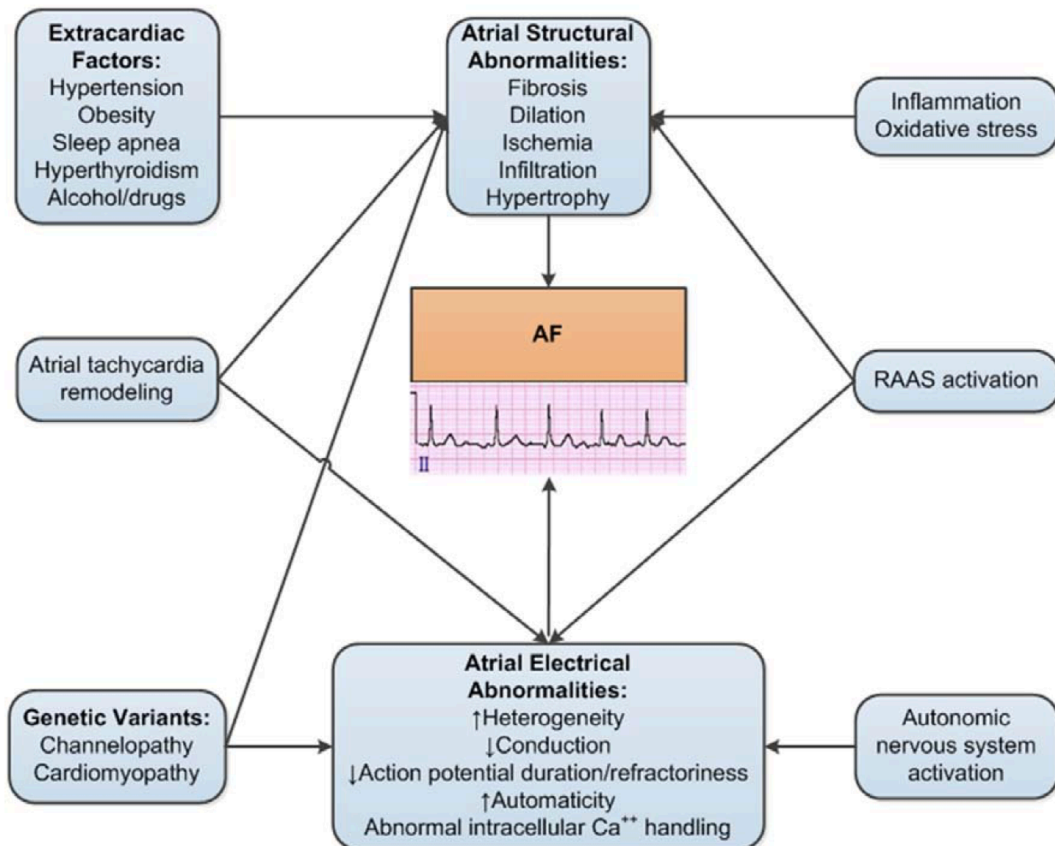 Extracardiac
Factors:
Hypertension
Obesity
Sleep apnea
Hyperthyroidism
Alcohol/drugs
Atrial Structural
Abnormalities:
Fibrosis
Dilation
Ischemia
Infiltration
Hypertrophy
Inflammation
Oxidative stress
AF
II
Atrial tachycardia
remodeling
RAAS activation
Genetic Variants:
Channelopathy
Cardiomyopathy
Atrial Electrical
Abnormalities:
↑Heterogeneity
↓Conduction
↓Action potential duration/refractoriness
↑Automaticity
Abnormal intracellular Ca⁺⁺ handling
Autonomic
nervous system
activation